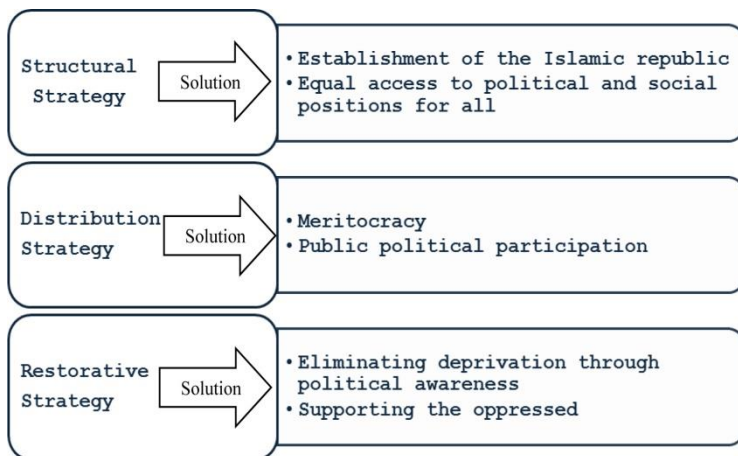 Structural
Strategy
Solution
• Establishment of the Islamic republic
• Equal access to political and social
positions for all
Distribution
Strategy
Solution
• Meritocracy
• Public political participation
Restorative
Strategy
Solution
• Eliminating deprivation through
political awareness
• Supporting the oppressed